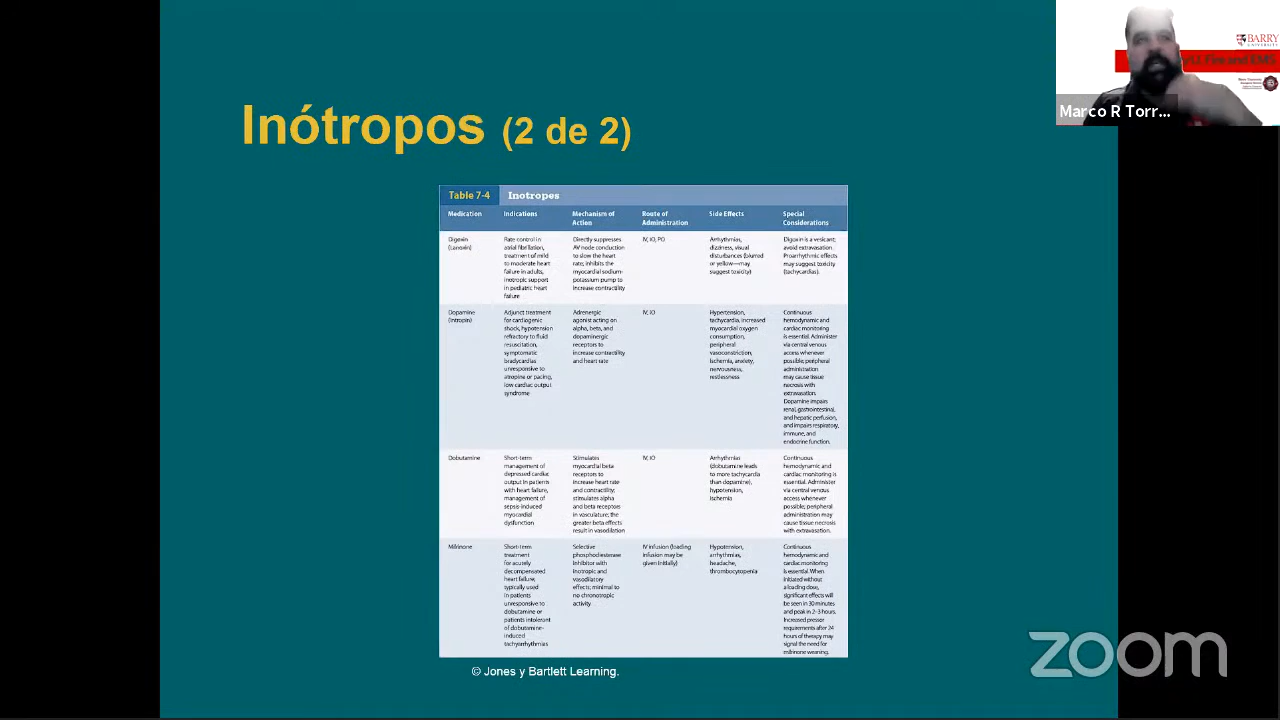 BARRY
UNIVERSITY
LI Fire and EMS
Marco R Torr...
Inótropos (2 de 2)
Table 7-4 Inotropes
Medication Indications Mechanism of Action Route of Administration Side Effects Special Considerations
Digoxin
(Lanoxin)
Rate control in
atrial fibrillation,
treatment of mild
to moderate heart
failure in adults,
inotropic support
in pediatric heart
failure
Directly suppresses
AV node conduction
to slow the heart
rate; inhibits the
myocardial sodium-
potassium pump to
increase contractility
IV, IO, PO
Arrhythmias,
dizziness, visual
disturbances (blurred
or yellow—may
suggest toxicity)
Digoxin is a vesicant;
avoid extravasation.
Proarrhythmic effects
may suggest toxicity
(tachycardias).
Dopamine
(Intropin)
Adjunct treatment
for cardiogenic
shock, hypotension
refractory to fluid
resuscitation,
symptomatic
bradycardias
unresponsive to
atropine or pacing,
low cardiac output
syndrome
Adrenergic
agonist acting on
alpha, beta, and
dopaminergic
receptors to
increase contractility
and heart rate
IV, IO
Hypertension,
tachycardia, increased
myocardial oxygen
consumption,
peripheral
vasoconstriction,
ischemia, anxiety,
nervousness,
restlessness
Continuous
hemodynamic and
cardiac monitoring
is essential. Administer
via central venous
access whenever
possible; peripheral
administration
may cause tissue
necrosis with
extravasation.
Dopamine impairs
renal, gastrointestinal,
and hepatic perfusion,
and impairs respiratory,
immune, and
endocrine function.
Dobutamine
Short-term
management of
depressed cardiac
output in patients
with heart failure,
management of
sepsis-induced
myocardial
dysfunction
Stimulates
myocardial beta
receptors to
increase heart rate
and contractility;
stimulates alpha
and beta receptors
in vasculature; the
greater beta effects
result in vasodilation
IV, IO
Arrhythmias
(dobutamine leads
to more tachycardia
than dopamine),
hypotension,
ischemia
Continuous
hemodynamic and
cardiac monitoring is
essential. Administer
via central venous
access whenever
possible; peripheral
administration may
cause tissue necrosis
with extravasation.
Milrinone
Short-term
treatment
for acutely
decompensated
heart failure;
typically used
in patients
unresponsive to
dobutamine or
patients intolerant
of dobutamine-
induced
tachyarrhythmias
Selective
phosphodiesterase
inhibitor with
inotropic and
vasodilatory
effects; minimal to
no chronotropic
activity
IV infusion (loading
infusion may be
given initially)
Hypotension,
arrhythmias,
headache,
thrombocytopenia
Continuous
hemodynamic and
cardiac monitoring
is essential. When
initiated without
a loading dose,
significant effects will
be seen in 30 minutes
and peak in 2–3 hours.
Increased pressor
requirements after 24
hours of therapy may
signal the need for
milrinone weaning.
© Jones y Bartlett Learning.
zoom